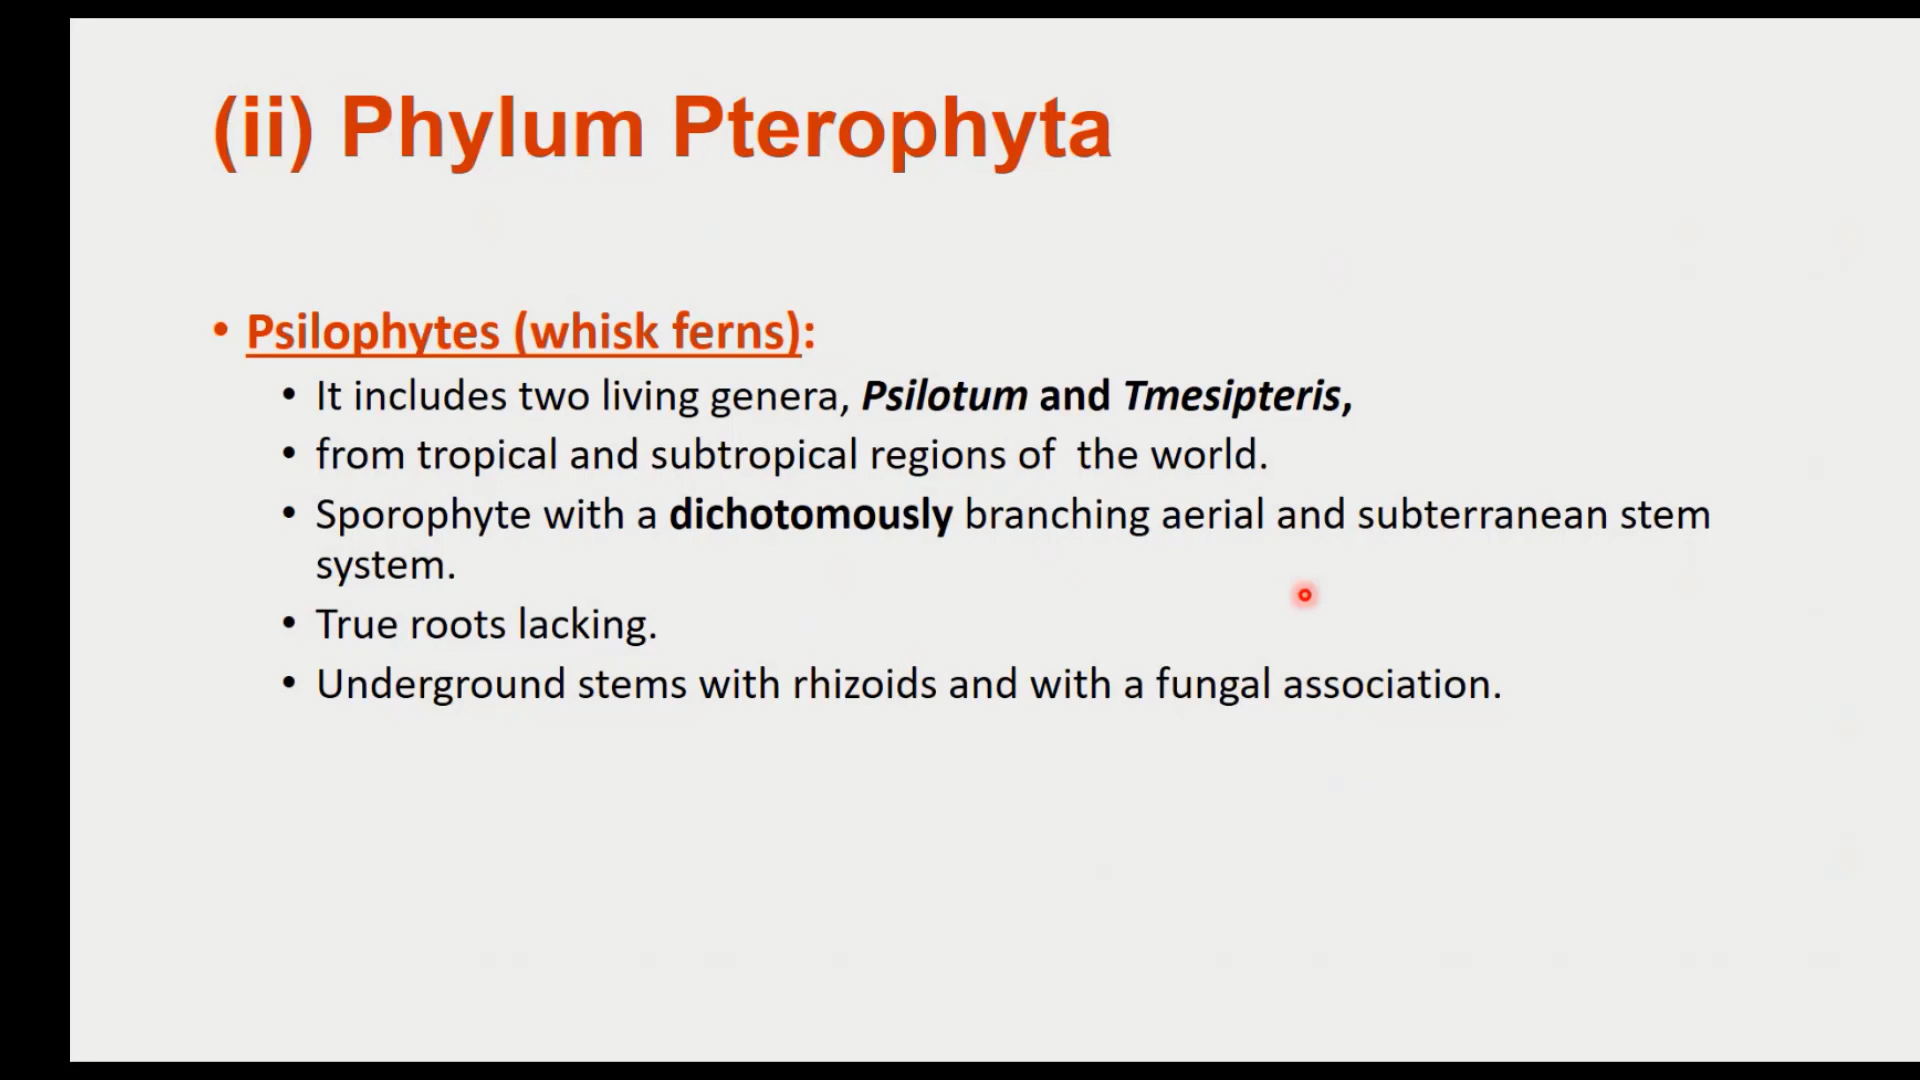 (ii) Phylum Pterophyta
• Psilophytes (whisk ferns):
• It includes two living genera, Psilotum and Tmesipteris,
• from tropical and subtropical regions of  the world.
• Sporophyte with a dichotomously branching aerial and subterranean stem
system.
• True roots lacking.
• Underground stems with rhizoids and with a fungal association.